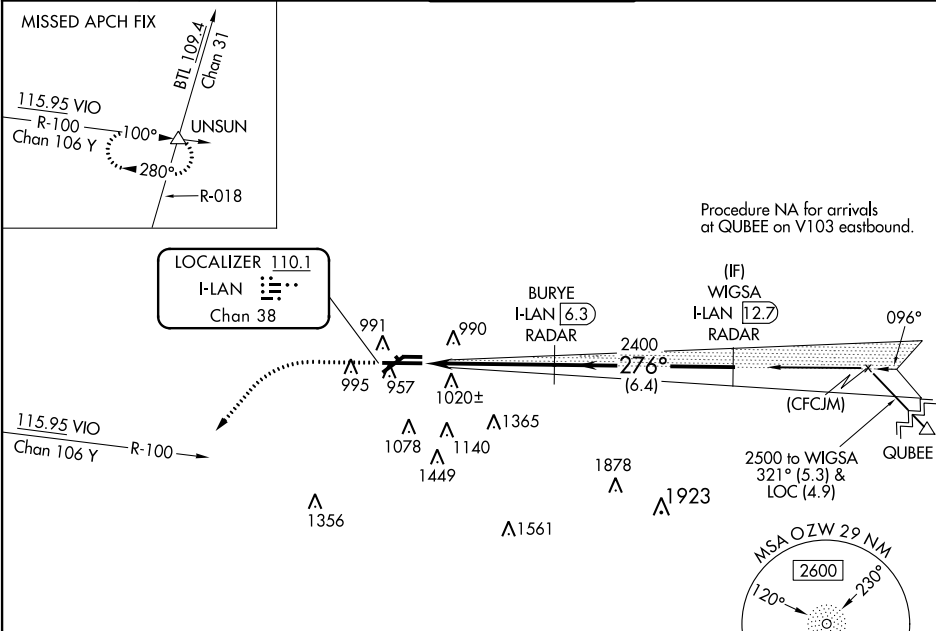 MISSED APCH FIX
BTL 109.4
Chan 31
115.95 VIO
R-100
Chan 106 Y
100°
UNSUN
280°
R-018
Procedure NA for arrivals
at QUBEE on V103 eastbound.
LOCALIZER 110.1
I-LAN
Chan 38
BURYE
I-LAN 6.3
RADAR
(IF)
WIGSA
I-LAN 12.7
RADAR
096°
991
990
995
957
1020±
2400
276°
(6.4)
(CFCJM)
QUBEE
2500 to WIGSA
321° (5.3) &
LOC (4.9)
115.95 VIO
Chan 106 Y
R-100
1078
1140
1365
1449
1878
1923
1356
1561
MSA OZW 29 NM
2600
120°
230°